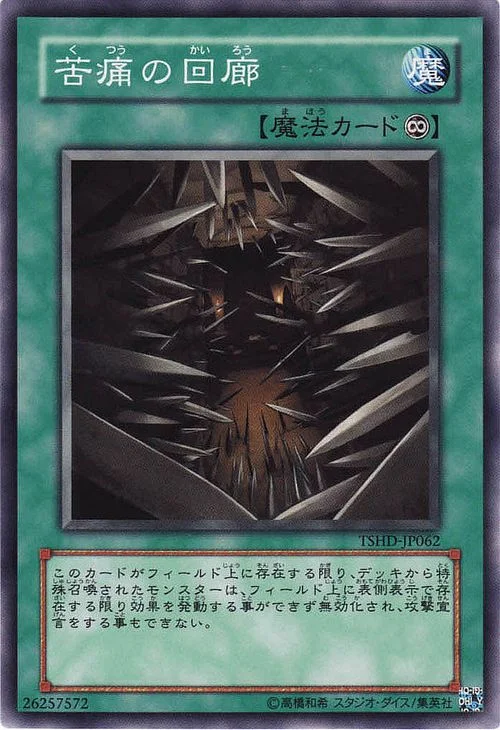 苦痛の回廊
【魔法カード】
TSHD-JP062
このカードがフィールド上に存在する限り、デッキから特
殊召喚されたモンスターは、フィールド上に表側表示で存
在する限り効果を発動する事ができず無効化され、攻撃宣
言をする事もできない。
26257572
©高橋和希 スタジオ・ダイス/集英社